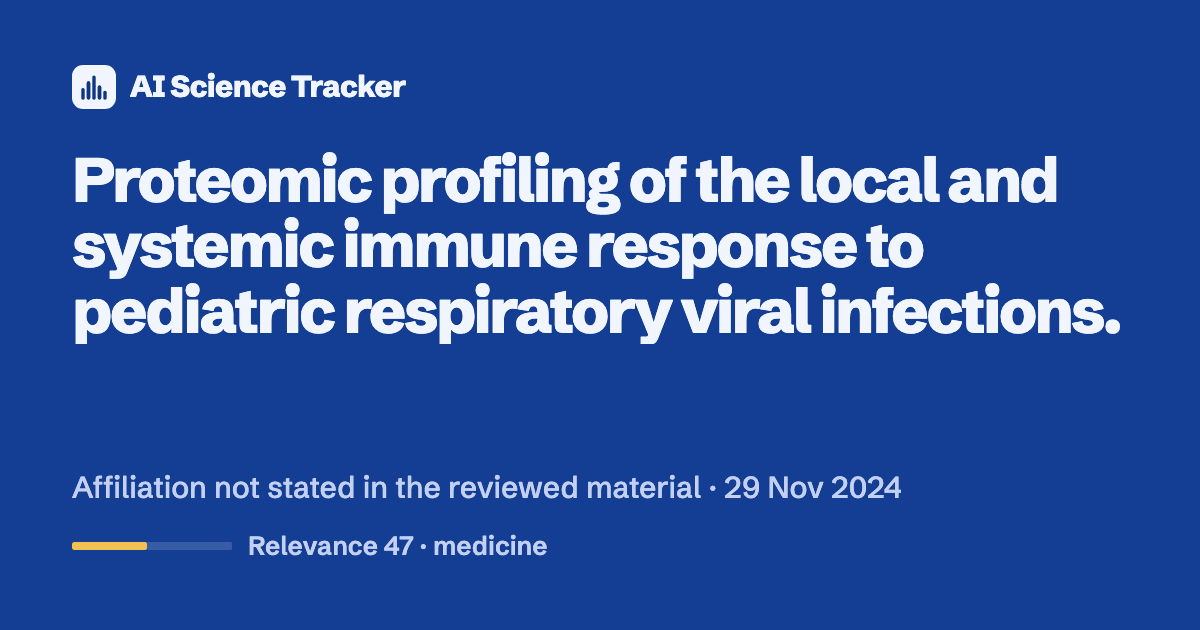 AI Science Tracker
Proteomic profiling of the local and
systemic immune response to
pediatric respiratory viral infections.
Affiliation not stated in the reviewed material · 29 Nov 2024
Relevance 47 · medicine